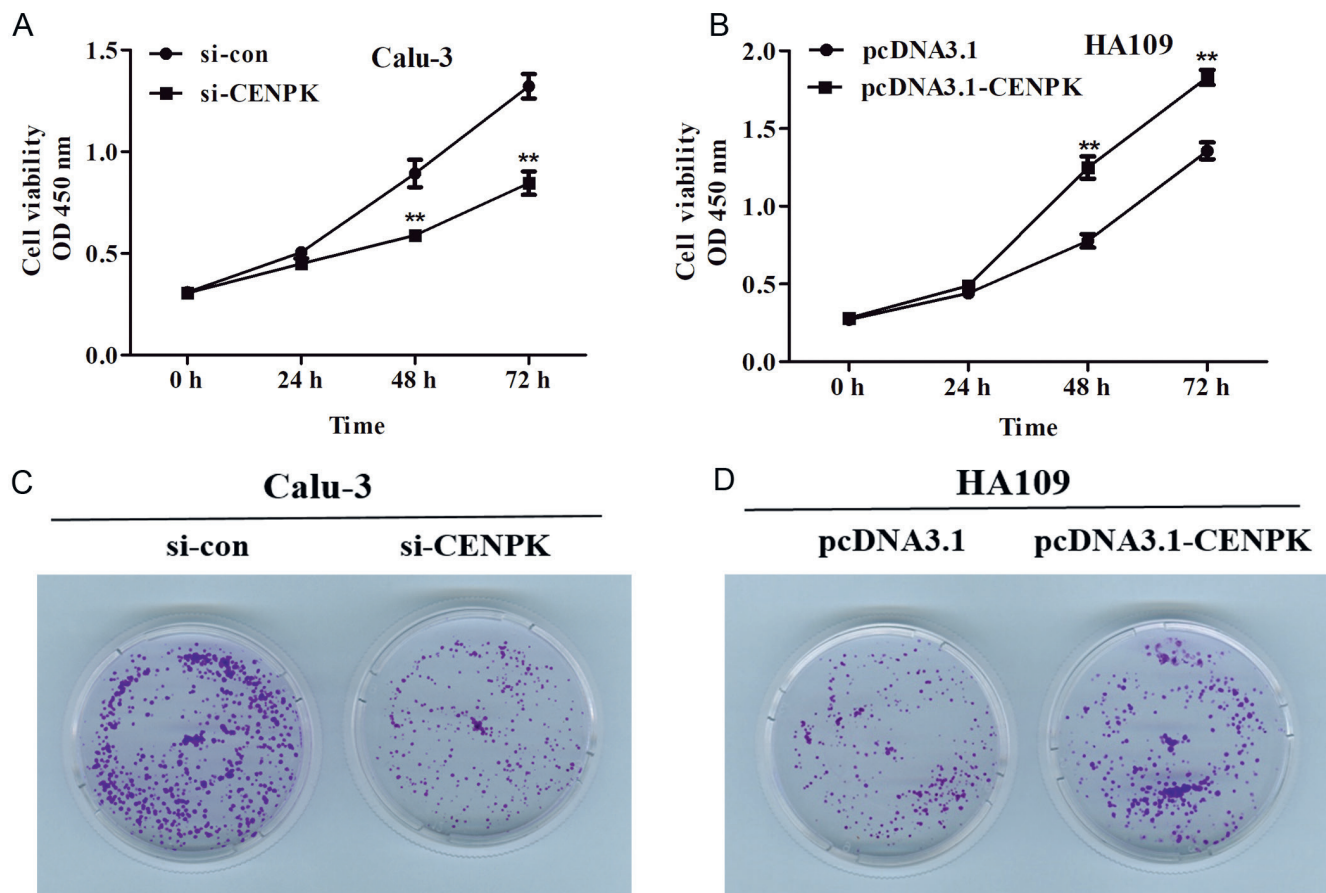 A
si-con
si-CENPK
Calu-3
1.5
1.0
0.5
0.0
Cell viability
OD 450 nm
**
**
0 h 24 h 48 h 72 h
Time
B
pcDNA3.1
pcDNA3.1-CENPK
HA109
2.0
1.5
1.0
0.5
0.0
Cell viability
OD 450 nm
**
**
0 h 24 h 48 h 72 h
Time
C
Calu-3
si-con si-CENPK
D
HA109
pcDNA3.1 pcDNA3.1-CENPK